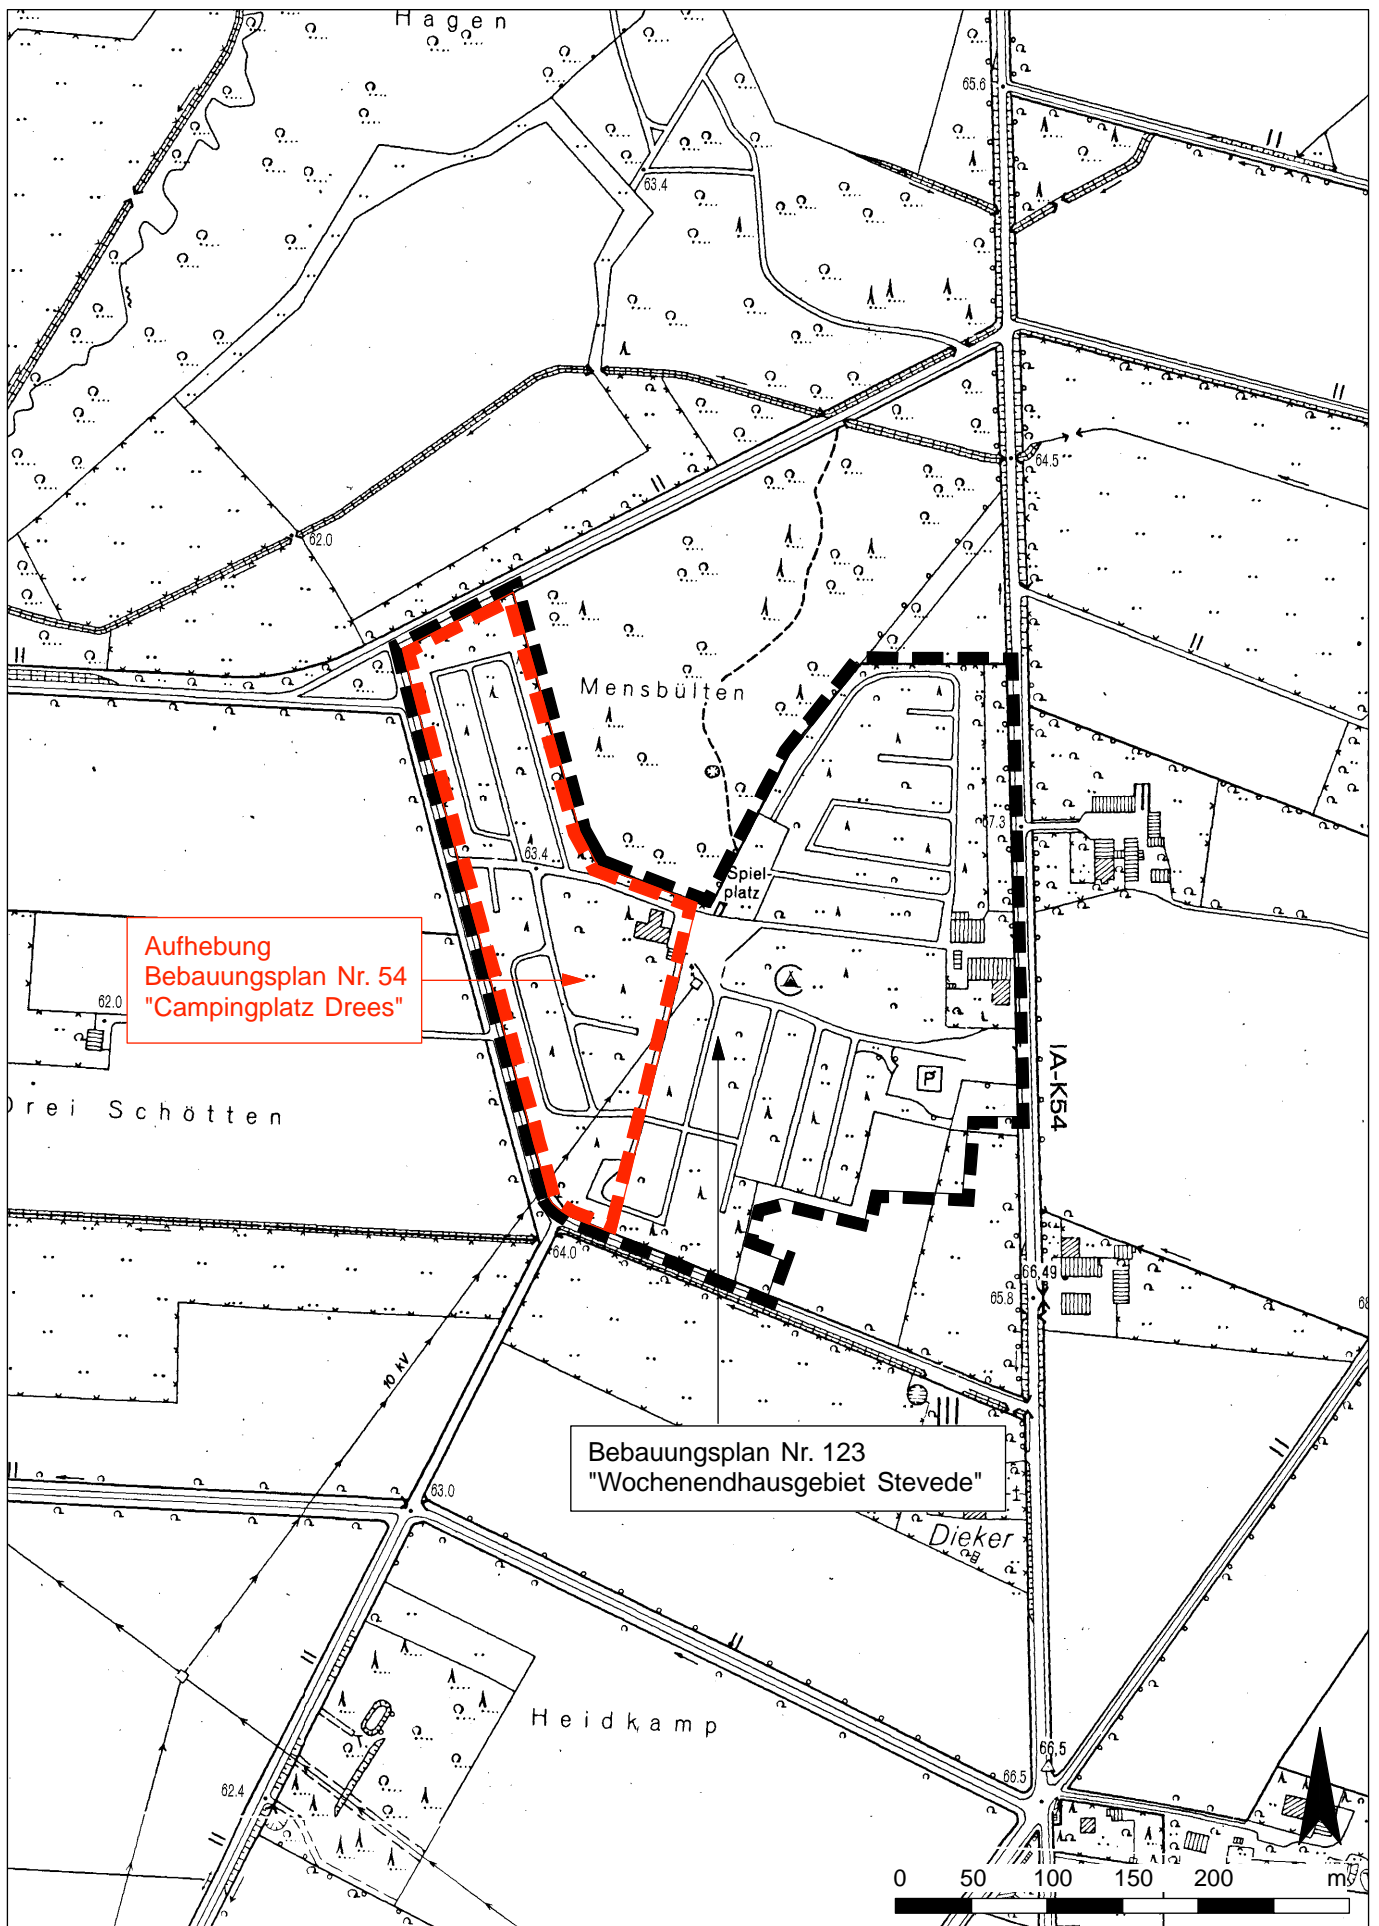 Hagen
65.6
63.4
64.5
62.0
Mensbülten
67.3
63.4
Spiel-
platz
Aufhebung
Bebauungsplan Nr. 54
"Campingplatz Drees"
62.0
P
IA-K54
Drei Schötten
64.0
66,49
65.8
10 KV
Bebauungsplan Nr. 123
"Wochenendhausgebiet Stevede"
63.0
Dieker
Heidkamp
66,5
66.5
62.4
0 50 100 150 200 m